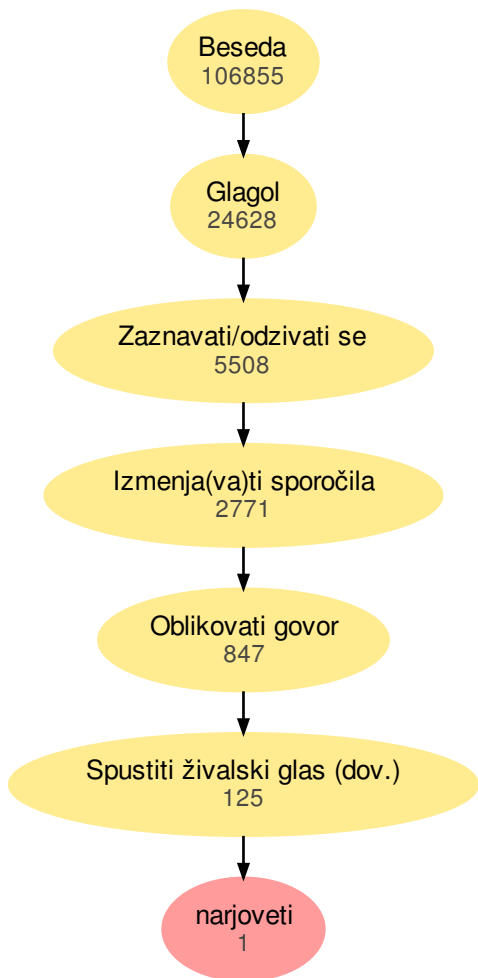 Beseda
106855
Glagol
24628
Zaznavati/odzivati se
5508
Izmenja(va)ti sporočila
2771
Oblikovati govor
847
Spustiti živalski glas (dov.)
125
narjoveti
1